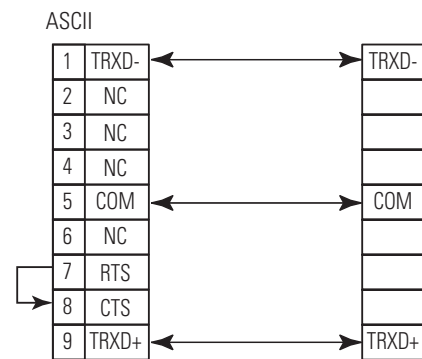 ASCII
1 TRXD- TRXD-
2 NC
3 NC
4 NC
5 COM COM
6 NC
7 RTS
8 CTS
9 TRXD+ TRXD+